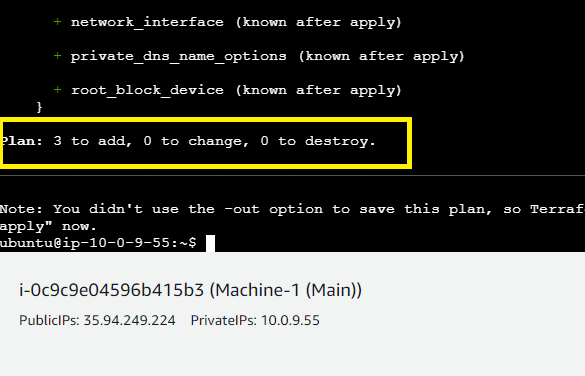 + network_interface (known after apply)
+ private_dns_name_options (known after apply)
+ root_block_device (known after apply)
}
Plan: 3 to add, 0 to change, 0 to destroy.
Note: You didn't use the -out option to save this plan, so Terraf
apply" now.
ubuntu@ip-10-0-9-55:~$
i-0c9c9e04596b415b3 (Machine-1 (Main))
PublicIPs: 35.94.249.224 PrivateIPs: 10.0.9.55